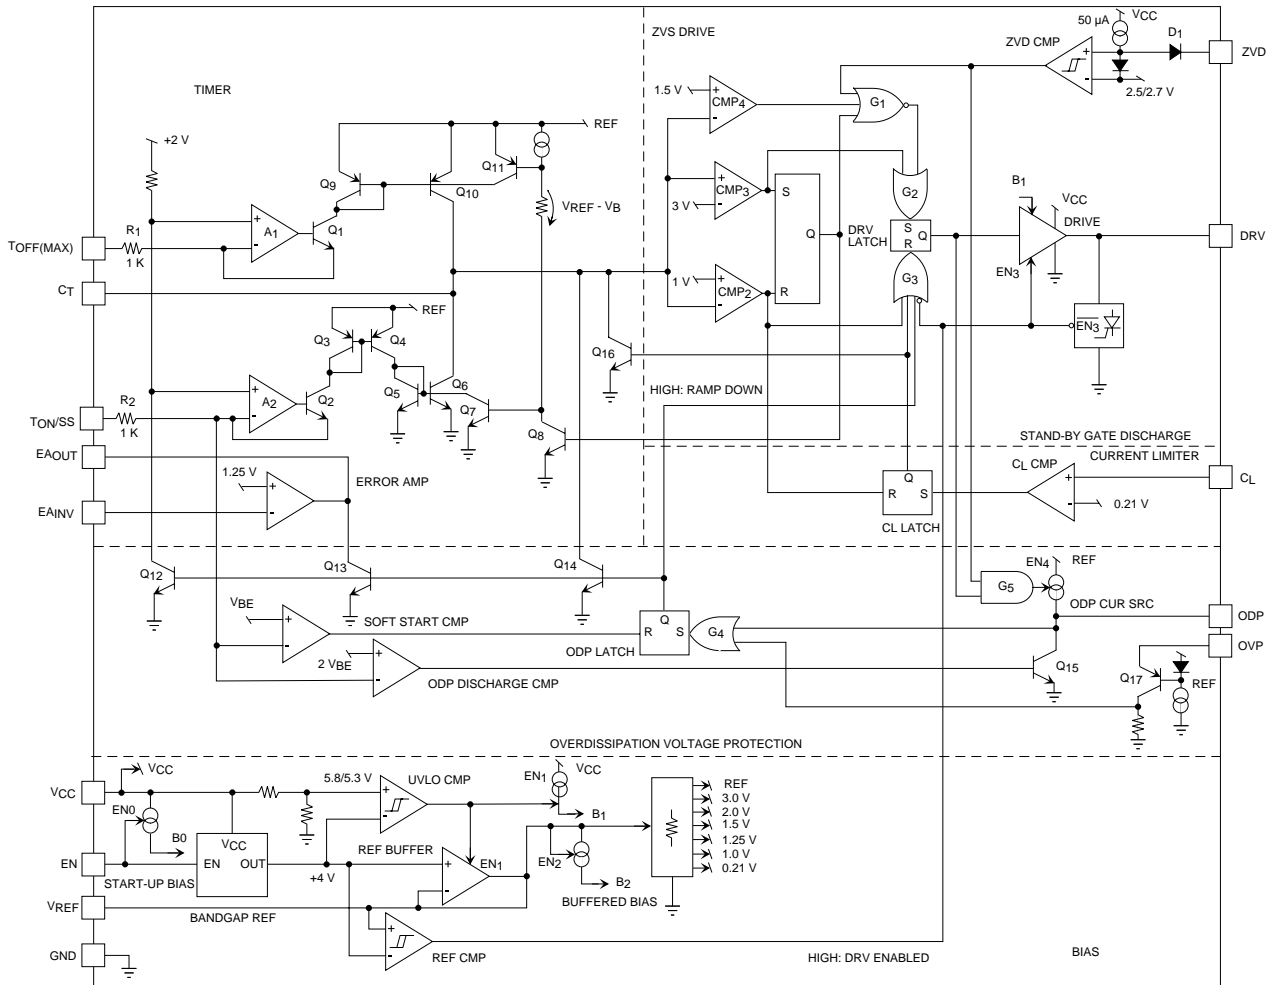 ZVS DRIVE
50 µA
VCC
D1
ZVD CMP
ZVD
2.5/2.7 V
TIMER
1.5 V
+
-
CMP4
G1
+2 V
REF
Q11
Q9
Q10
VREF - VB
+
-
CMP3
3 V
S
R
Q
G2
B1
VCC
DRIVE
DRV
LATCH
S
R
Q
DRV
EN3
TOFF(MAX)
R1
1 K
+
-
A1
Q1
CT
1 V
+
-
CMP2
G3
EN3
REF
Q3
Q4
Q16
HIGH: RAMP DOWN
R2
1 K
TON/SS
+
-
A2
Q2
Q5
Q6
Q7
Q8
STAND-BY GATE DISCHARGE
CURRENT LIMITER
EAOUT
1.25 V
+
-
ERROR AMP
EAINV
Q
R
S
CL LATCH
CL CMP
+
-
0.21 V
CL
Q12
Q13
Q14
G5
EN4
REF
ODP CUR SRC
ODP
VBE
+
-
SOFT START CMP
Q
R
S
ODP LATCH
G4
2 VBE
+
-
ODP DISCHARGE CMP
Q15
OVP
Q17
REF
OVERDISSIPATION VOLTAGE PROTECTION
VCC
VCC
5.8/5.3 V
+
-
UVLO CMP
EN1
VCC
B1
EN0
B0
VCC
EN
OUT
EN
START-UP BIAS
BANDGAP REF
+4 V
REF BUFFER
+
-
EN1
EN2
B2
BUFFERED BIAS
REF
3.0 V
2.0 V
1.5 V
1.25 V
1.0 V
0.21 V
VREF
+
-
REF CMP
GND
HIGH: DRV ENABLED
BIAS